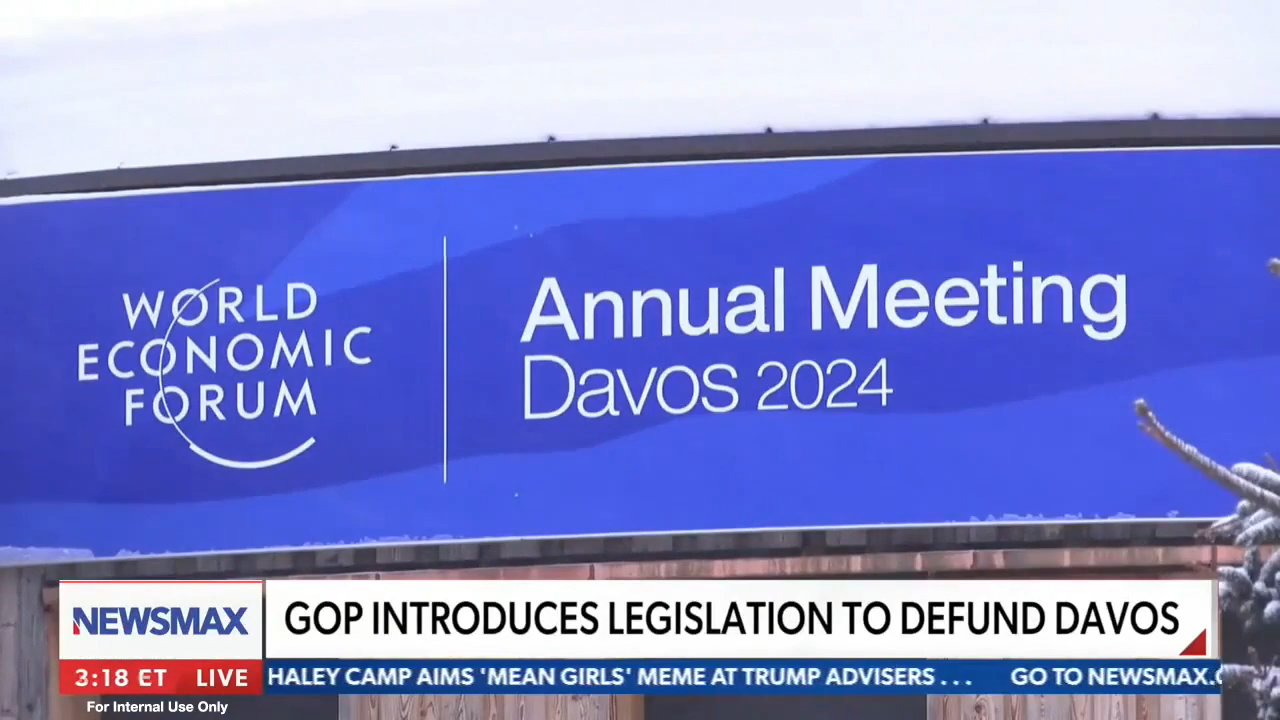 WORLD
ECONOMIC
FORUM
Annual Meeting
Davos 2024
NEWSMAX
GOP INTRODUCES LEGISLATION TO DEFUND DAVOS
3:18 ET LIVE
HALEY CAMP AIMS 'MEAN GIRLS' MEME AT TRUMP ADVISERS . . . GO TO NEWSMAX.
For Internal Use Only